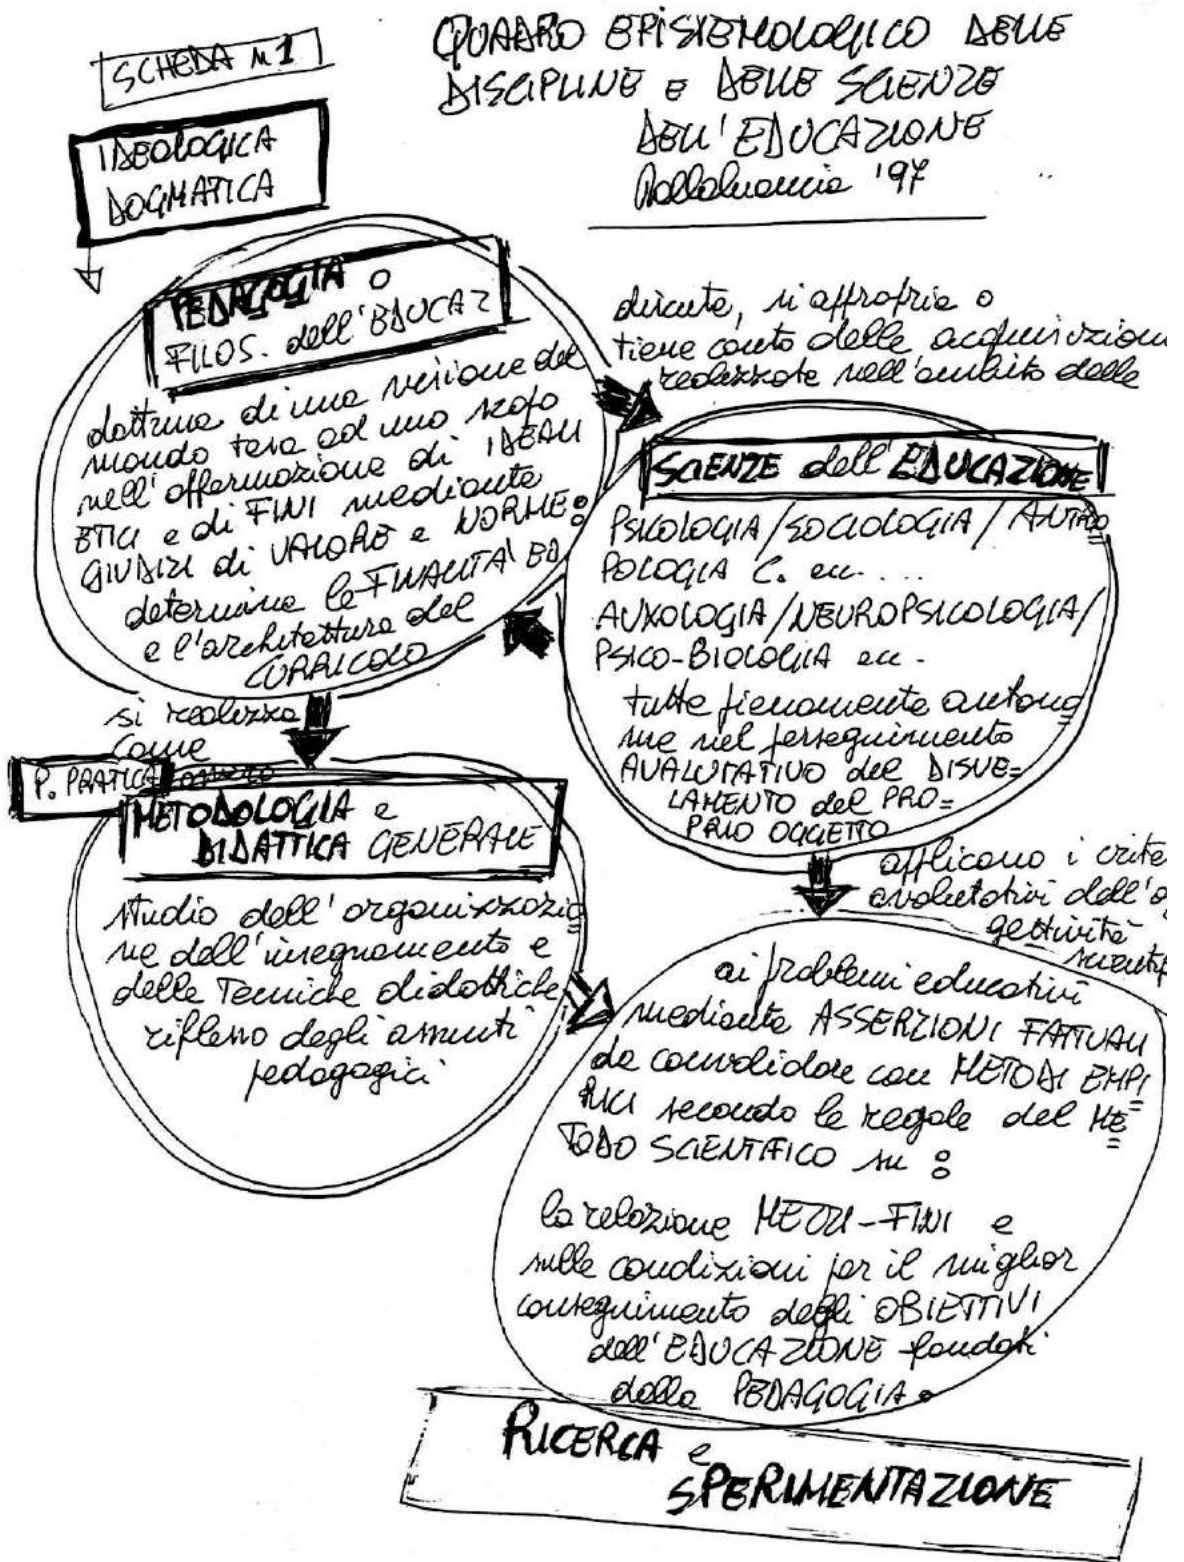 SCHEDA N 1
QUADRO EPISTEMOLOGICO DELLE
DISCIPLINE E DELLE SCIENZE
DELL'EDUCAZIONE
'97
IDEOLOGICA
DOGMATICA
PEDAGOGIA O
FILOS. dell'EDUCAZ
dottrina di una visione del
mondo tesa ad uno scopo
nell'affermazione di IDEALI
ETICI e di FINI mediante
GIUDIZI di VALORE e NORME:
determina le FINALITA' ED
e l'architettura del
CURRICOLO
discute, si appropria o
tiene conto delle acquisizion
realizzate nell'ambito delle
SCIENZE dell'EDUCAZIONE
PSICOLOGIA/SOCIOLOGIA/ANTRO
POLOGIA C. ecc....
AUXOLOGIA/NEUROPSICOLOGIA/
PSICO-BIOLOGIA ecc.
tutte pienamente autono=
me nel perseguimento
AVALUTATIVO del DISVE=
LAMENTO del PRO=
PRIO OGGETTO
si realizza
come
P. PRATICA
METODOLOGIA e
DIDATTICA GENERALE
studio dell'organizzazio=
ne dell'insegnamento e
delle Tecniche didattiche
riflesso degli assunti
pedagogici
applicano i crite
avalutativi dell'og
gettività
scientif
ai problemi educativi
mediante ASSERZIONI FATTUALI
da convalidare con METODI EMPI=
RICI secondo le regole del ME=
TODO SCIENTIFICO su :
la relazione MEZZI-FINI e
sulle condizioni per il miglior
conseguimento degli OBIETTIVI
dell'EDUCAZIONE fondati
dalla PEDAGOGIA.
RICERCA e
SPERIMENTAZIONE